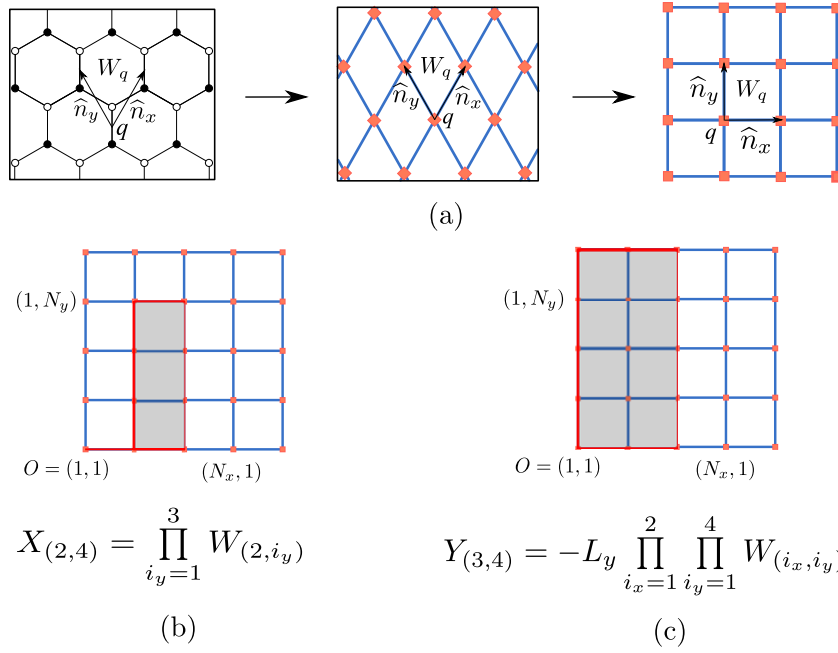 W_q
n̂_y
n̂_x
q
W_q
n̂_y
n̂_x
q
n̂_y
W_q
q
n̂_x
(a)
(1, N_y)
O = (1, 1)
(N_x, 1)
X_{(2,4)} = ∏_{i_y=1}^{3} W_{(2,i_y)}
(b)
(1, N_y)
O = (1, 1)
(N_x, 1)
Y_{(3,4)} = −L_y ∏_{i_x=1}^{2} ∏_{i_y=1}^{4} W_{(i_x,i_y)}
(c)